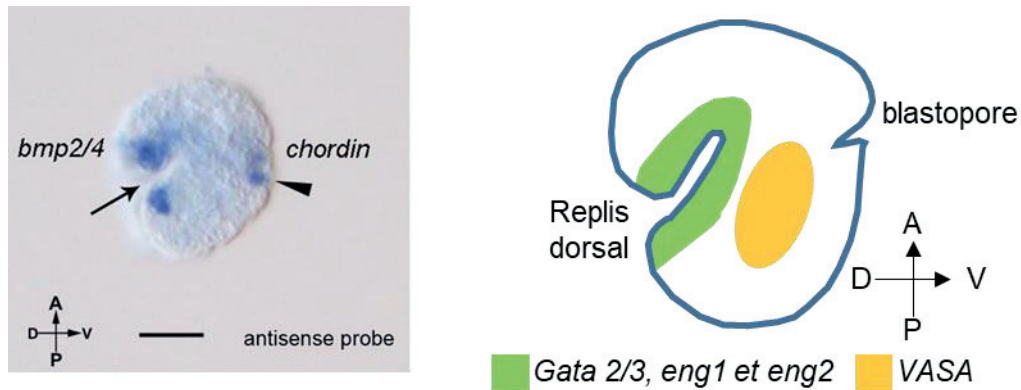 bmp2/4
chordin
A
D V
P
antisense probe
blastopore
Replis
dorsal
A
D V
P
Gata 2/3, eng1 et eng2
VASA